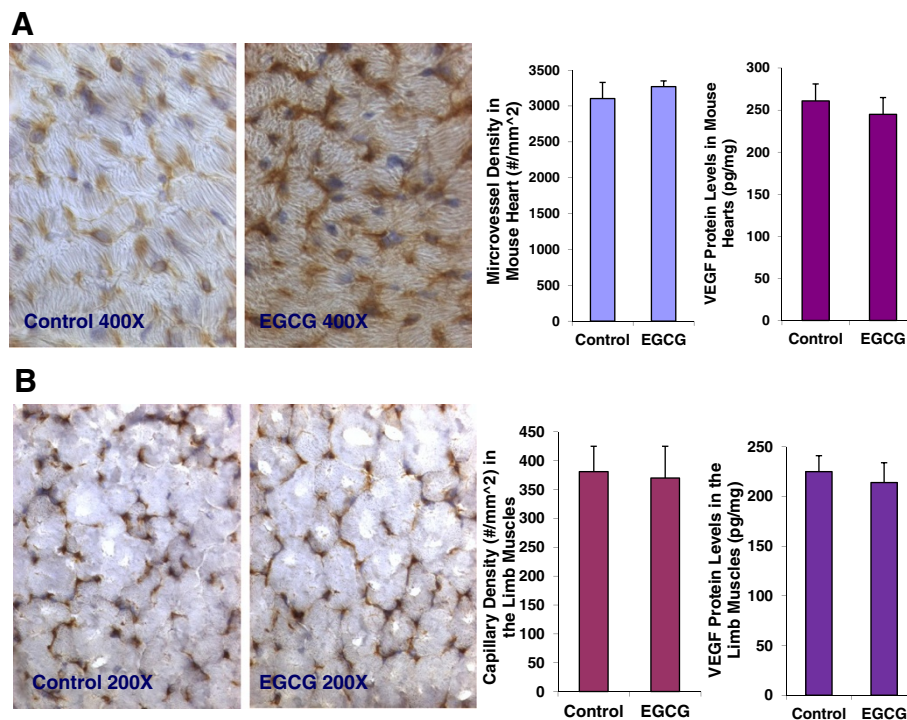 A
Control 400X
EGCG 400X
Mircrovessel Density in
Mouse Heart (#/mm^2)
3500
3000
2500
2000
1500
1000
500
0
Control EGCG
VEGF Protein Levels in Mouse
Hearts (pg/mg)
300
250
200
150
100
50
0
Control EGCG
B
Control 200X
EGCG 200X
Capillary Density (#/mm^2) in
the Limb Muscles
450
400
350
300
250
200
150
100
50
0
Control EGCG
VEGF Protein Levels in the
Limb Muscles (pg/mg)
250
200
150
100
50
0
Control EGCG